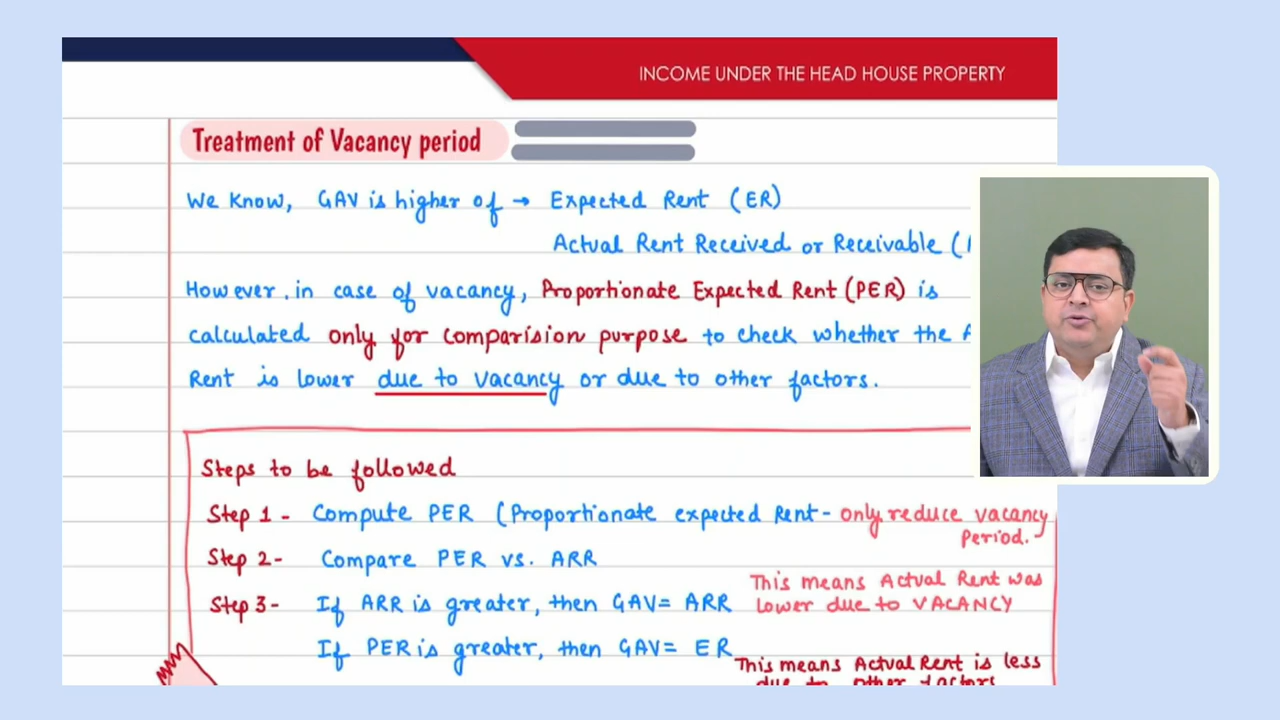 INCOME UNDER THE HEAD HOUSE PROPERTY
Treatment of Vacancy period
We Know, GAV is higher of → Expected Rent (ER)
Actual Rent Received or Receivable (
However, in case of vacancy, Proportionate Expected Rent (PER) is
calculated only for comparision purpose to check whether the
Rent is lower due to vacancy or due to other factors.
Steps to be followed
Step 1 - Compute PER (Proportionate expected Rent - only reduce vacancy
Period.
Step 2 - Compare PER vs. ARR
Step 3 - If ARR is greater, then GAV = ARR
This means Actual Rent was
Lower due to VACANCY
If PER is greater, then GAV = ER
This means Actual Rent is less
due to other factors